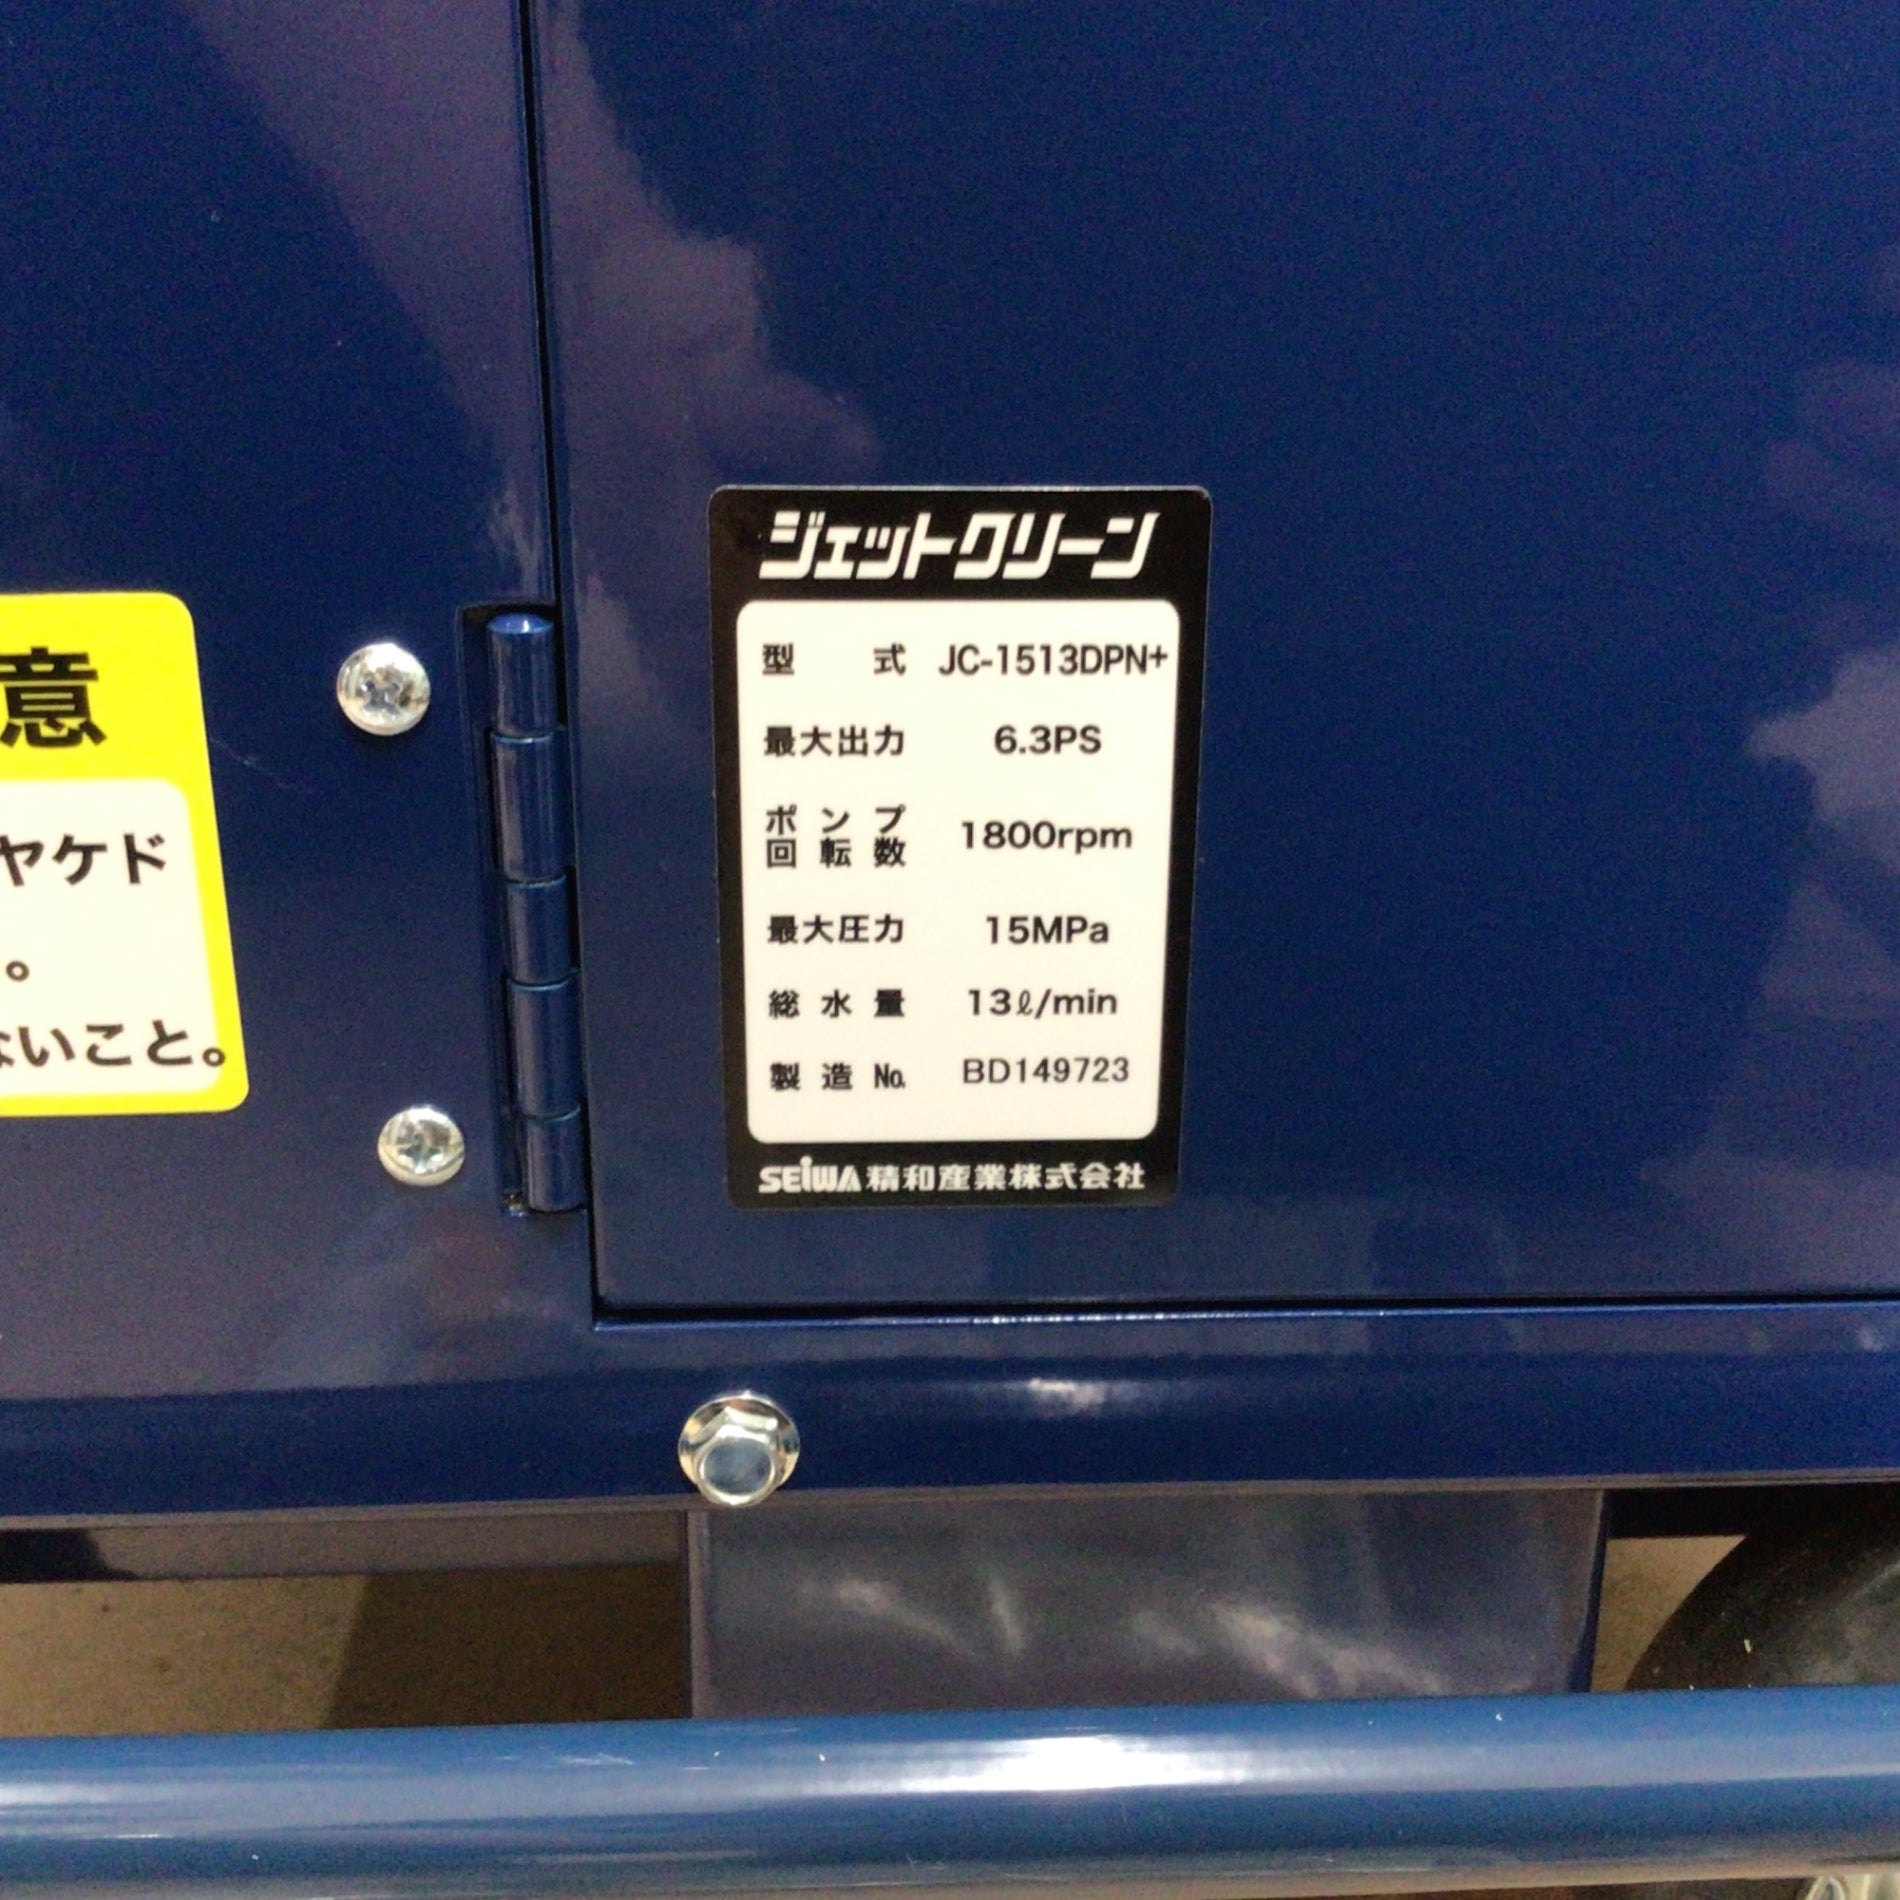 ジェットクリーン
型式 JC-1513DPN+
最大出力 6.3PS
ポンプ
回転数 1800rpm
最大圧力 15MPa
総水量 13ℓ/min
製造No. BD149723
SEIWA 精和産業株式会社
意
ヤケド
。
ないこと。